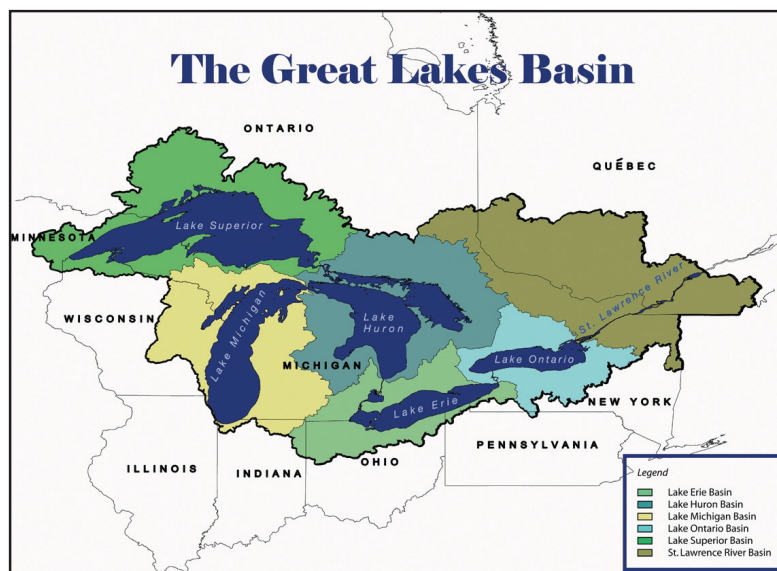 The Great Lakes Basin
ONTARIO
QUÉBEC
MINNESOTA
Lake Superior
St. Lawrence River
WISCONSIN
Lake Michigan
Lake
Huron
MICHIGAN
Lake Ontario
Lake Erie
NEW YORK
PENNSYLVANIA
ILLINOIS
INDIANA
OHIO
Legend
Lake Erie Basin
Lake Huron Basin
Lake Michigan Basin
Lake Ontario Basin
Lake Superior Basin
St. Lawrence River Basin